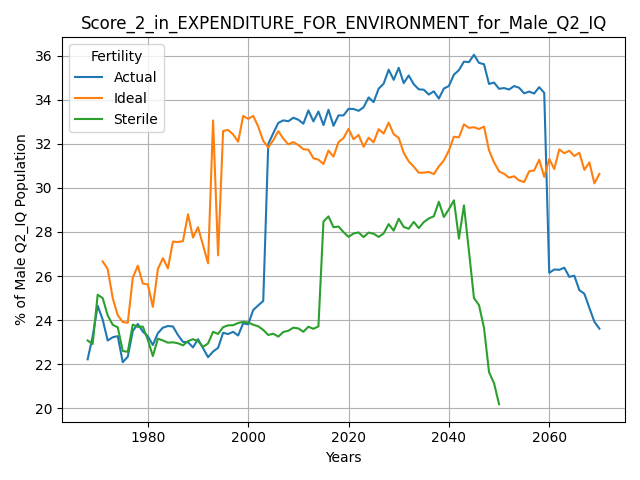 Score_2_in_EXPENDITURE_FOR_ENVIRONMENT_for_Male_Q2_IQ
Fertility
Actual
Ideal
Sterile
% of Male Q2_IQ Population
36
34
32
30
28
26
24
22
20
1980
2000
2020
2040
2060
Years